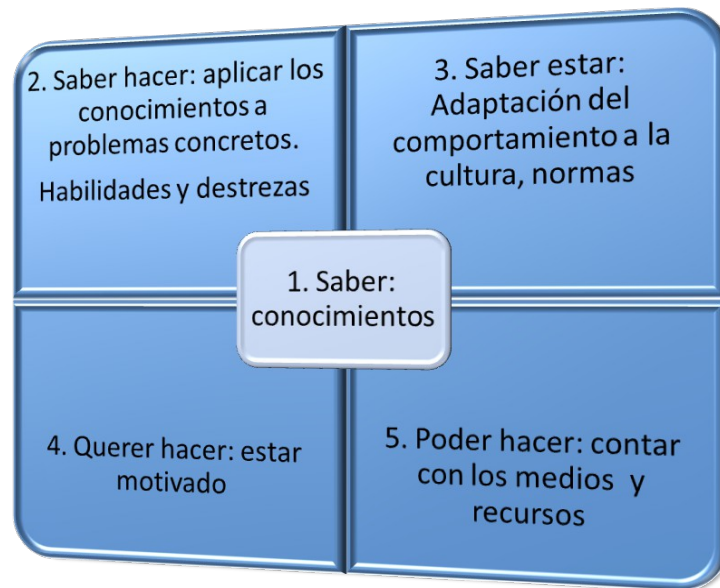 2. Saber hacer: aplicar los
conocimientos a
problemas concretos.
Habilidades y destrezas
3. Saber estar:
Adaptación del
comportamiento a la
cultura, normas
1. Saber:
conocimientos
4. Querer hacer: estar
motivado
5. Poder hacer: contar
con los medios y
recursos